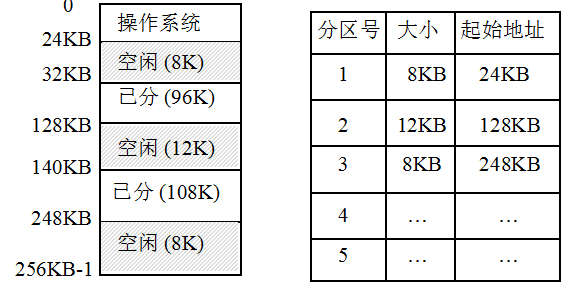 0
操作系统
24KB
空闲 (8K)
32KB
已分 (96K)
128KB
空闲 (12K)
140KB
已分 (108K)
248KB
空闲 (8K)
256KB-1
分区号 大小 起始地址
1 8KB 24KB
2 12KB 128KB
3 8KB 248KB
4 … …
5 … …